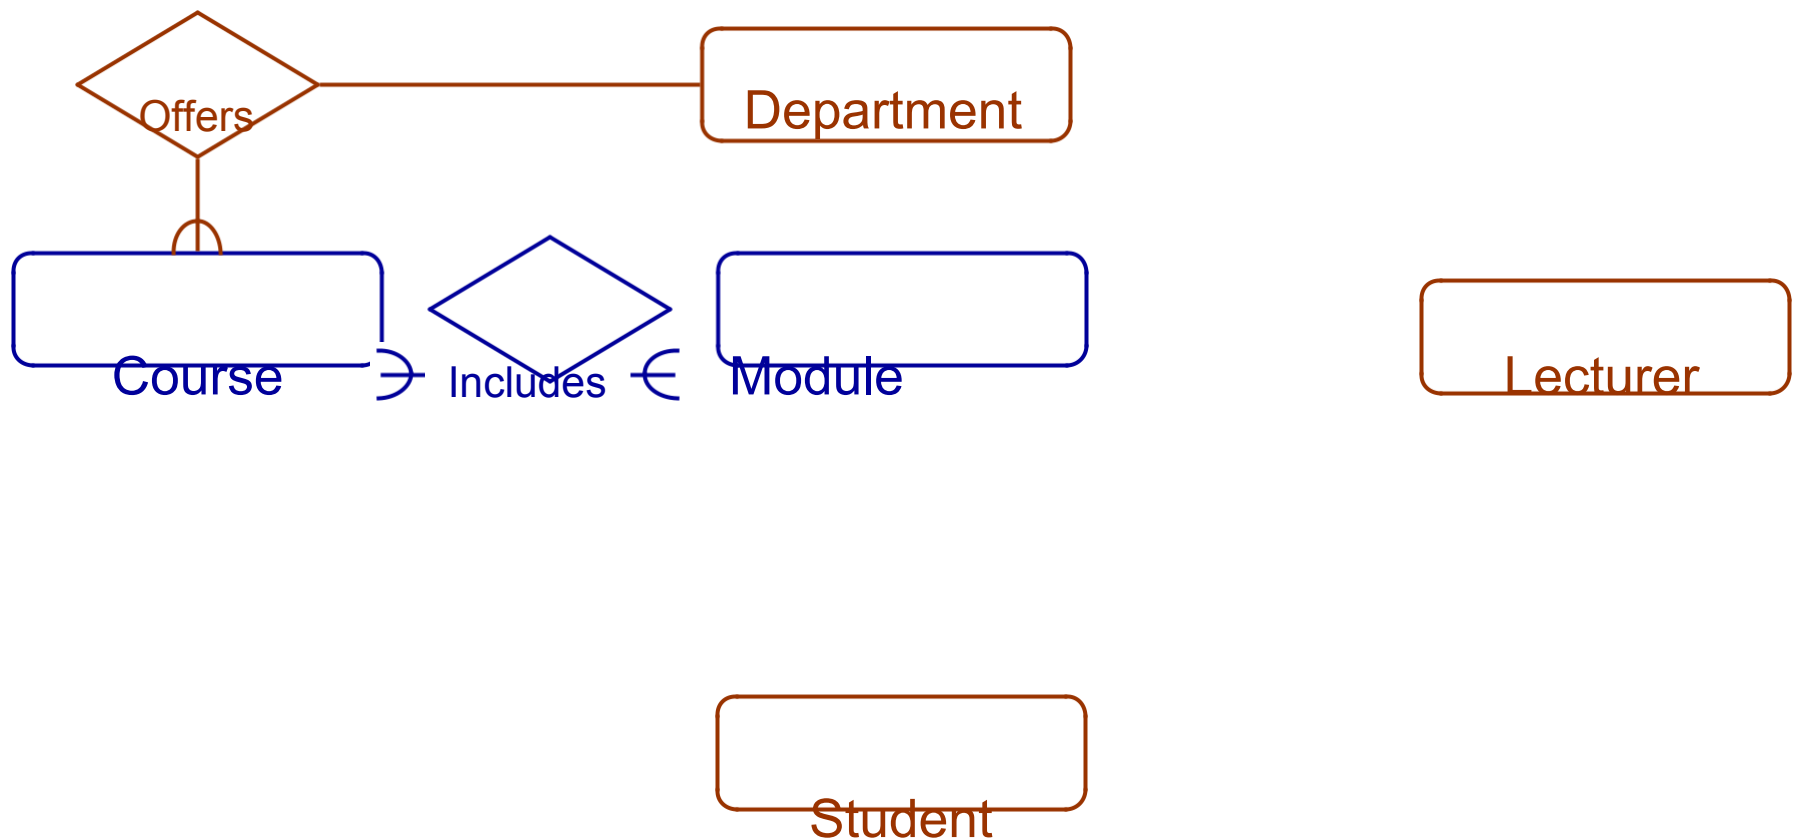 Offers
Department
Course
Includes
Module
Lecturer
Student